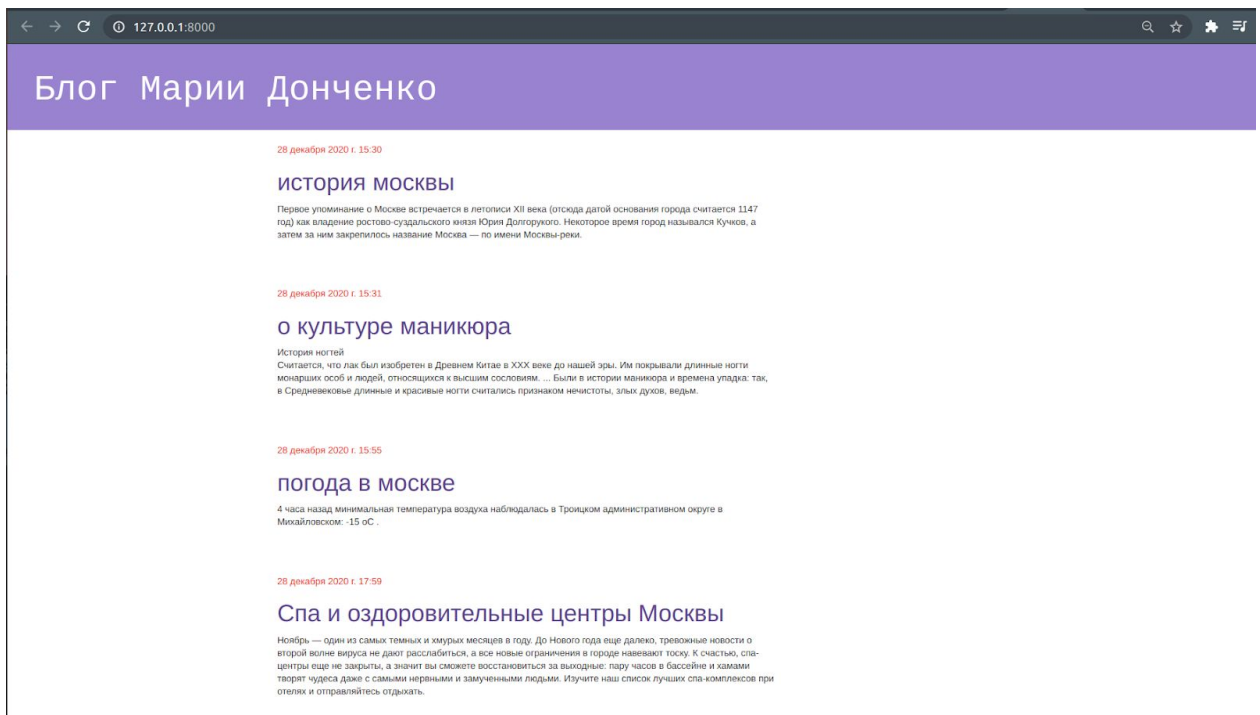 127.0.0.1:8000
Блог Марии Донченко
28 декабря 2020 г. 15:30
история москвы
Первое упоминание о Москве встречается в летописи XII века (отсюда датой основания города считается 1147
год) как владение ростово-суздальского князя Юрия Долгорукого. Некоторое время город назывался Кучков, а
затем за ним закрепилось название Москва — по имени Москвы-реки.
28 декабря 2020 г. 15:31
о культуре маникюра
История ногтей
Считается, что лак был изобретен в Древнем Китае в XXX веке до нашей эры. Им покрывали длинные ногти
монарших особ и людей, относящихся к высшим сословиям. ... Были в истории маникюра и времена упадка: так,
в Средневековье длинные и красивые ногти считались признаком нечистоты, злых духов, ведьм.
28 декабря 2020 г. 15:55
погода в москве
4 часа назад минимальная температура воздуха наблюдалась в Троицком административном округе в
Михайловском: -15 оС .
28 декабря 2020 г. 17:59
Спа и оздоровительные центры Москвы
Ноябрь — один из самых темных и хмурых месяцев в году. До Нового года еще далеко, тревожные новости о
второй волне вируса не дают расслабиться, а все новые ограничения в городе навевают тоску. К счастью, спа-
центры еще не закрыты, а значит вы сможете восстановиться за выходные: пару часов в бассейне и хамами
творят чудеса даже с самыми нервными и замученными людьми. Изучите наш список лучших спа-комплексов при
отелях и отправляйтесь отдыхать.